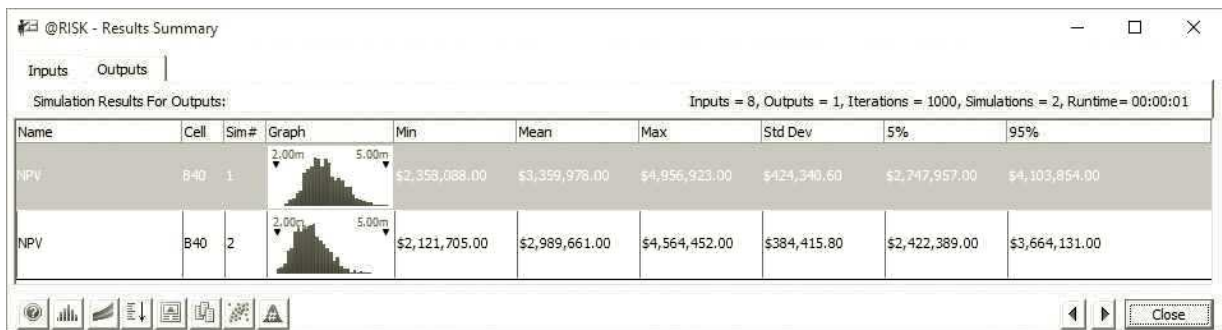 @RISK - Results Summary
Inputs Outputs
Simulation Results For Outputs: Inputs = 8, Outputs = 1, Iterations = 1000, Simulations = 2, Runtime= 00:00:01
Name Cell Sim# Graph Min Mean Max Std Dev 5% 95%
2.00m 5.00m
NPV B40 1 $2,358,088.00 $3,359,978.00 $4,956,923.00 $424,340.60 $2,747,957.00 $4,103,854.00
2.00m 5.00m
NPV B40 2 $2,121,705.00 $2,989,661.00 $4,564,452.00 $384,415.80 $2,422,389.00 $3,664,131.00
Close